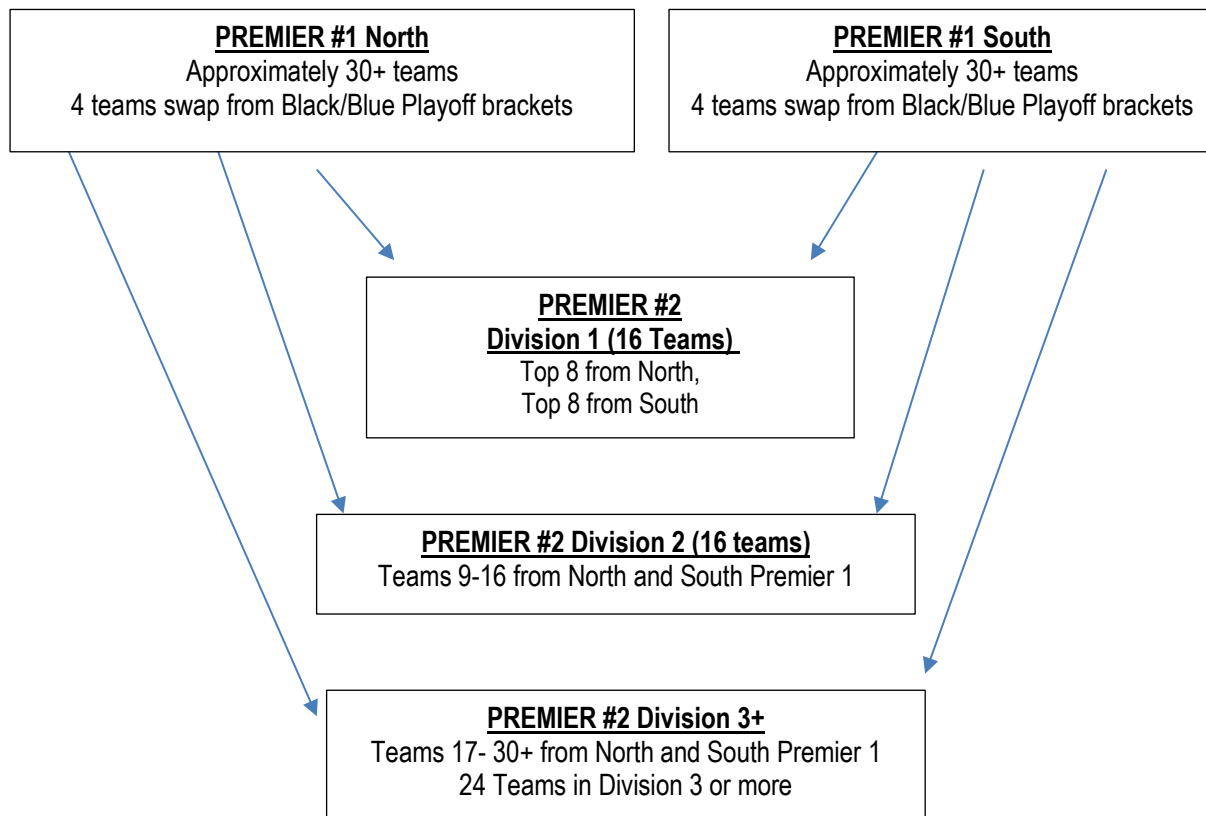 PREMIER #1 North
Approximately 30+ teams
4 teams swap from Black/Blue Playoff brackets
PREMIER #1 South
Approximately 30+ teams
4 teams swap from Black/Blue Playoff brackets
PREMIER #2
Division 1 (16 Teams)
Top 8 from North,
Top 8 from South
PREMIER #2 Division 2 (16 teams)
Teams 9-16 from North and South Premier 1
PREMIER #2 Division 3+
Teams 17- 30+ from North and South Premier 1
24 Teams in Division 3 or more